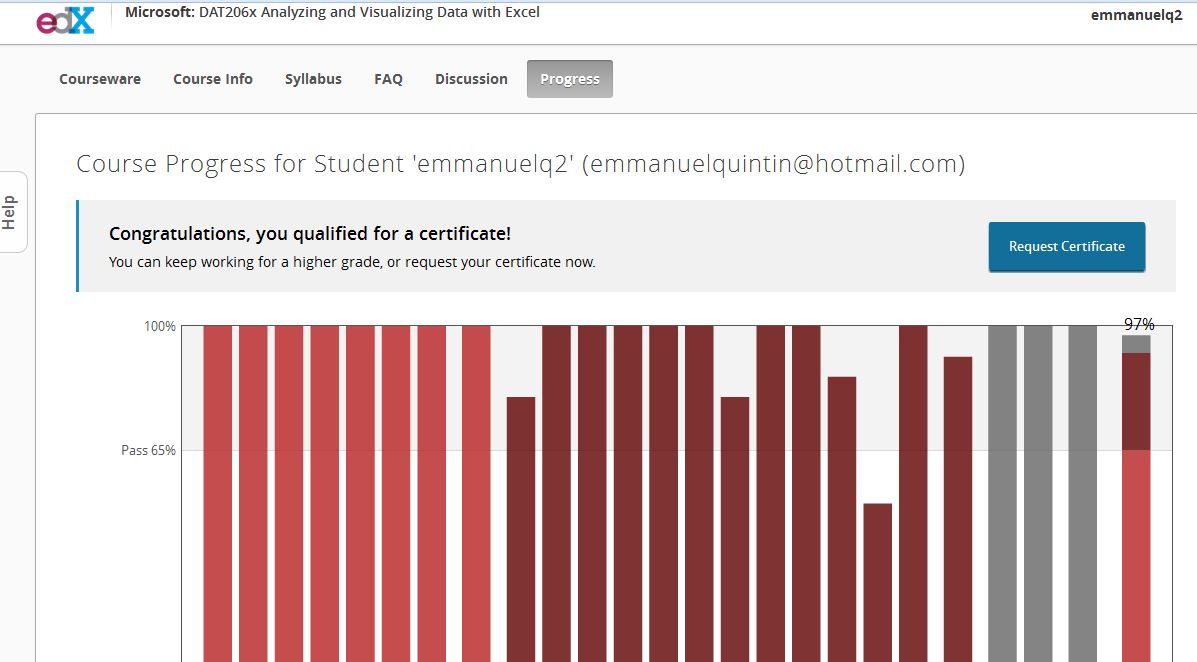 edX
Microsoft: DAT206x Analyzing and Visualizing Data with Excel
emmanuelq2
Courseware
Course Info
Syllabus
FAQ
Discussion
Progress
Help
Course Progress for Student 'emmanuelq2' (emmanuelquintin@hotmail.com)
Congratulations, you qualified for a certificate!
You can keep working for a higher grade, or request your certificate now.
Request Certificate
100%
97%
Pass 65%